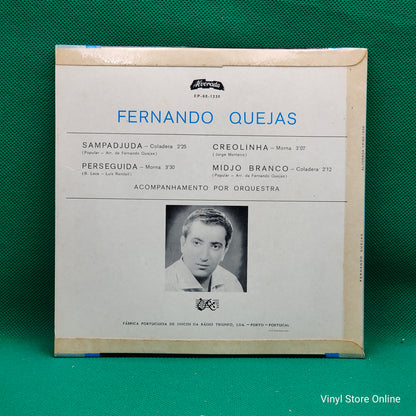 Alvorada
EP-60-1334
FERNANDO QUEJAS
SAMPADJUDA — Coladera 2'25
(Popular — Arr. de Fernando Quejas)
PERSEGUIDA — Morna 3'30
(B. Leza — Luís Rendall)
CREOLINHA — Morna 3'07
(Jorge Monteiro)
MIDJO BRANCO — Coladera 2'12
(Popular — Arr. de Fernando Quejas)
ACOMPANHAMENTO POR ORQUESTRA
FERNANDO QUEJAS
FÁBRICA PORTUGUESA DE DISCOS DA RÁDIO TRIUNFO, LDA. — PORTO - PORTUGAL
Vinyl Store Online